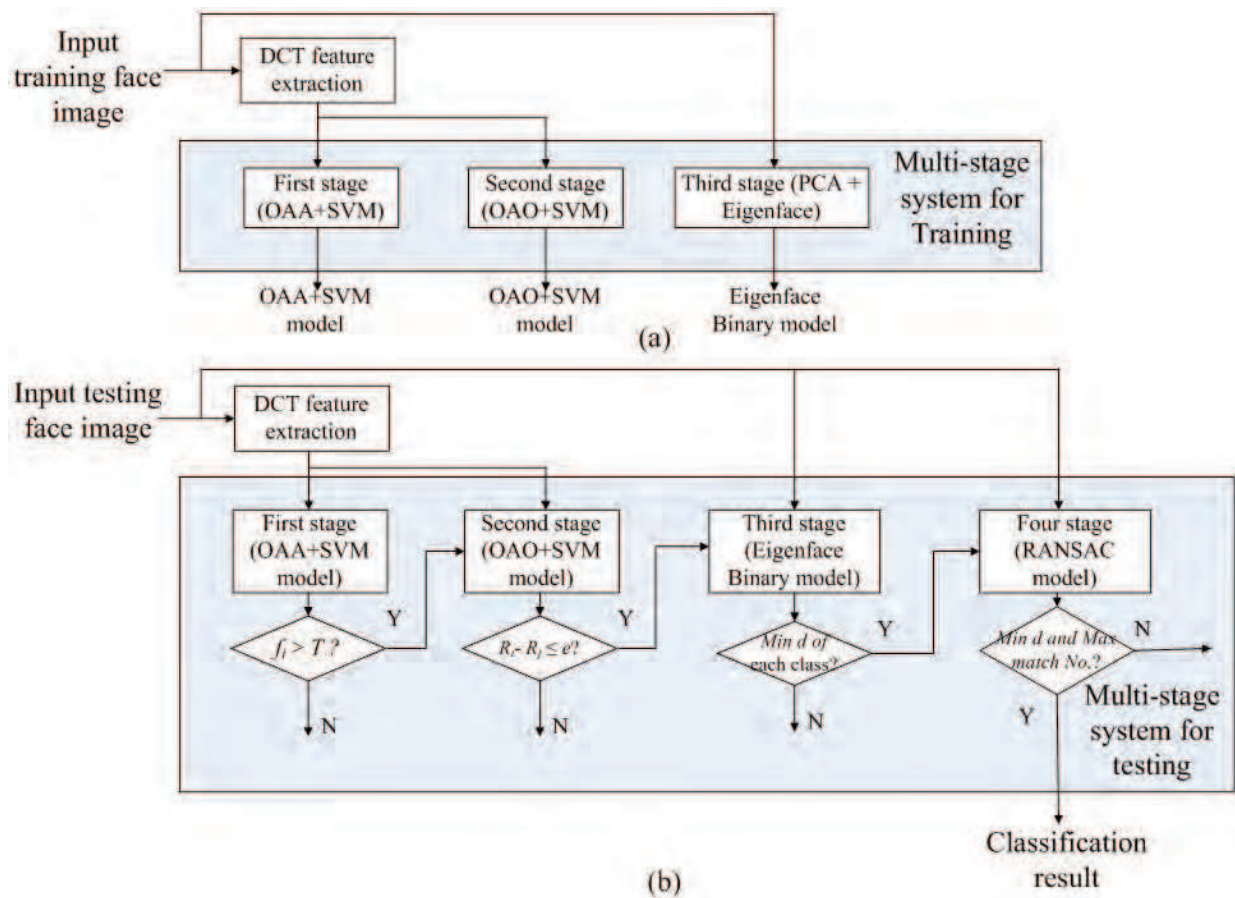 Input
training face
image
DCT feature
extraction
First stage
(OAA+SVM)
Second stage
(OAO+SVM)
Third stage (PCA +
Eigenface)
Multi-stage
system for
Training
OAA+SVM
model
OAO+SVM
model
Eigenface
Binary model
(a)
Input testing
face image
DCT feature
extraction
First stage
(OAA+SVM
model)
Second stage
(OAO+SVM
model)
Third stage
(Eigenface
Binary model)
Four stage
(RANSAC
model)
f_i > T ?
Y
N
R_i - R_j ≤ e?
Y
N
Min d of
each class?
Y
N
Min d and Max
match No.?
N
Y
Multi-stage
system for
testing
Classification
result
(b)